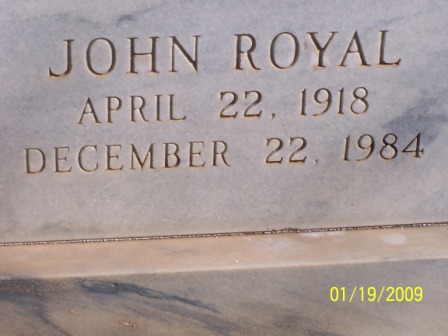 JOHN ROYAL
APRIL 22, 1918
DECEMBER 22, 1984
01/19/2009